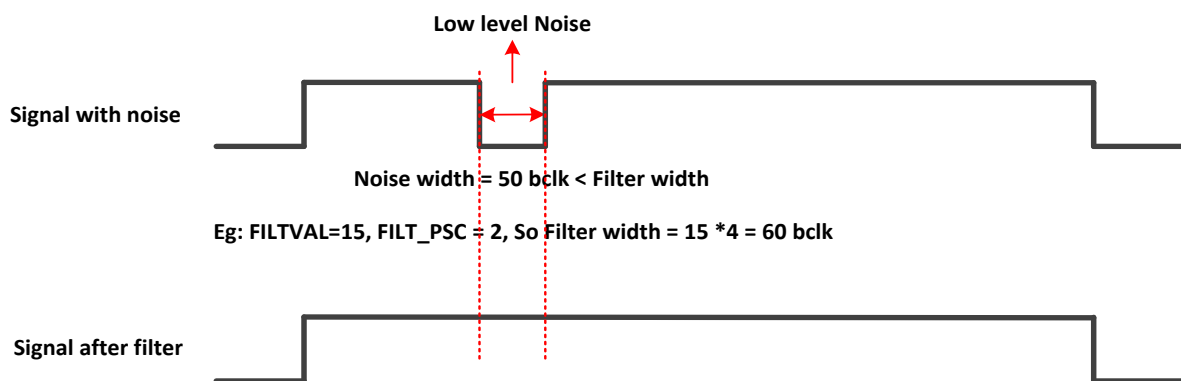 Low level Noise
Signal with noise
Noise width = 50 bclk < Filter width
Eg: FILTVAL=15, FILT_PSC = 2, So Filter width = 15 *4 = 60 bclk
Signal after filter